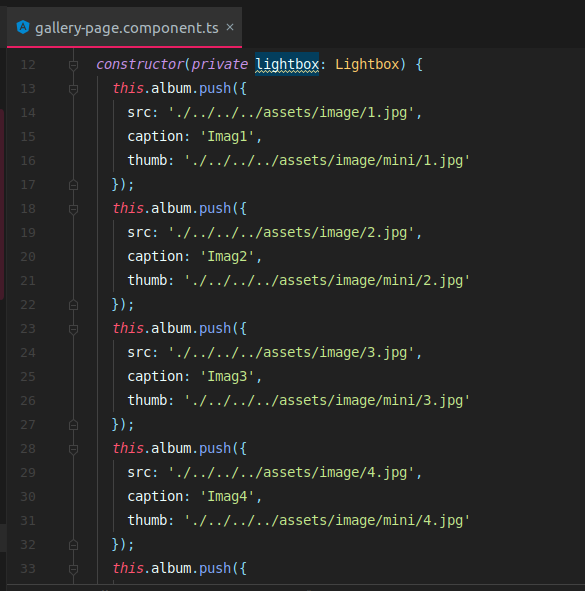 gallery-page.component.ts ×
12 constructor(private lightbox: Lightbox) {
13 this.album.push({
14 src: './../../../assets/image/1.jpg',
15 caption: 'Imag1',
16 thumb: './../../../assets/image/mini/1.jpg'
17 });
18 this.album.push({
19 src: './../../../assets/image/2.jpg',
20 caption: 'Imag2',
21 thumb: './../../../assets/image/mini/2.jpg'
22 });
23 this.album.push({
24 src: './../../../assets/image/3.jpg',
25 caption: 'Imag3',
26 thumb: './../../../assets/image/mini/3.jpg'
27 });
28 this.album.push({
29 src: './../../../assets/image/4.jpg',
30 caption: 'Imag4',
31 thumb: './../../../assets/image/mini/4.jpg'
32 });
33 this.album.push({